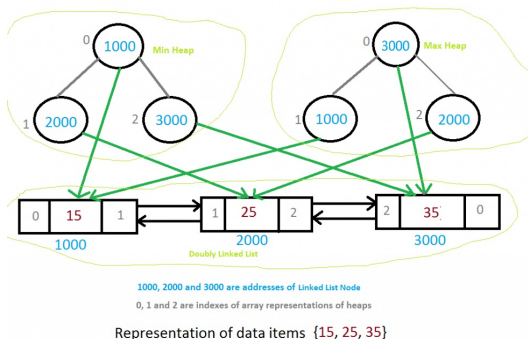 0 1000 Min Heap
0 3000 Max Heap
1 2000 2 3000
1 1000 2 2000
0 15 1
1 25 2
2 35 0
1000
2000
3000
Doubly Linked List
1000, 2000 and 3000 are addresses of Linked List Node
0, 1 and 2 are indexes of array representations of heaps
Representation of data items {15, 25, 35}